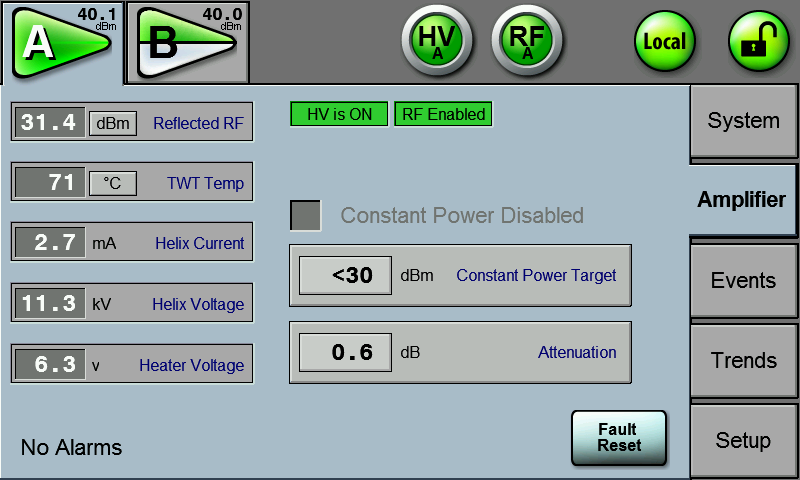 A 40.1 dBm
B 40.0 dBm
HV A
RF A
Local
31.4 dBm Reflected RF
HV is ON RF Enabled
System
71 °C TWT Temp
Amplifier
Constant Power Disabled
2.7 mA Helix Current
<30 dBm Constant Power Target
Events
11.3 kV Helix Voltage
0.6 dB Attenuation
6.3 v Heater Voltage
Trends
No Alarms
Fault
Reset
Setup